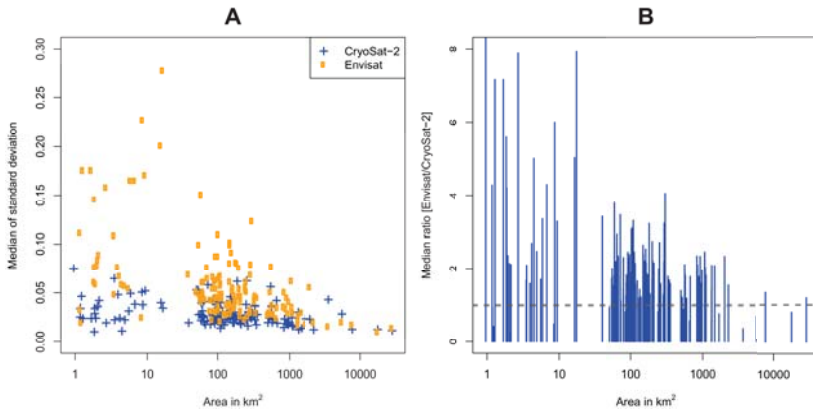 A
B
CryoSat-2
Envisat
Median of standard deviation
0.30
0.25
0.20
0.15
0.10
0.05
0.00
1 10 100 1000 10000
Area in km²
Median ratio [Envisat/CryoSat-2]
8
6
4
2
0
1 10 100 1000 10000
Area in km²